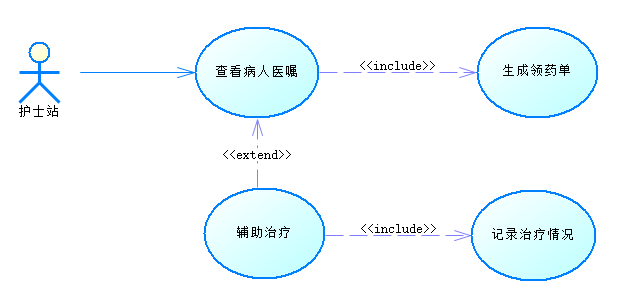 查看病人医嘱
<<include>>
生成领药单
护士站
<<extend>>
辅助治疗
<<include>>
记录治疗情况